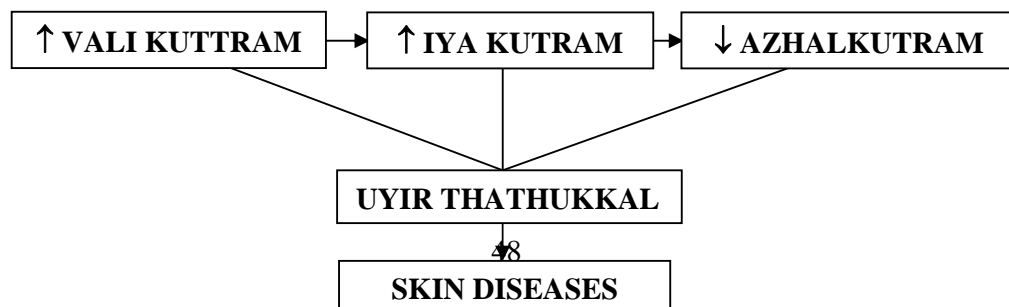 ↑ VALI KUTTRAM ↑ IYA KUTRAM ↓ AZHALKUTRAM
UYIR THATHUKKAL
48
SKIN DISEASES